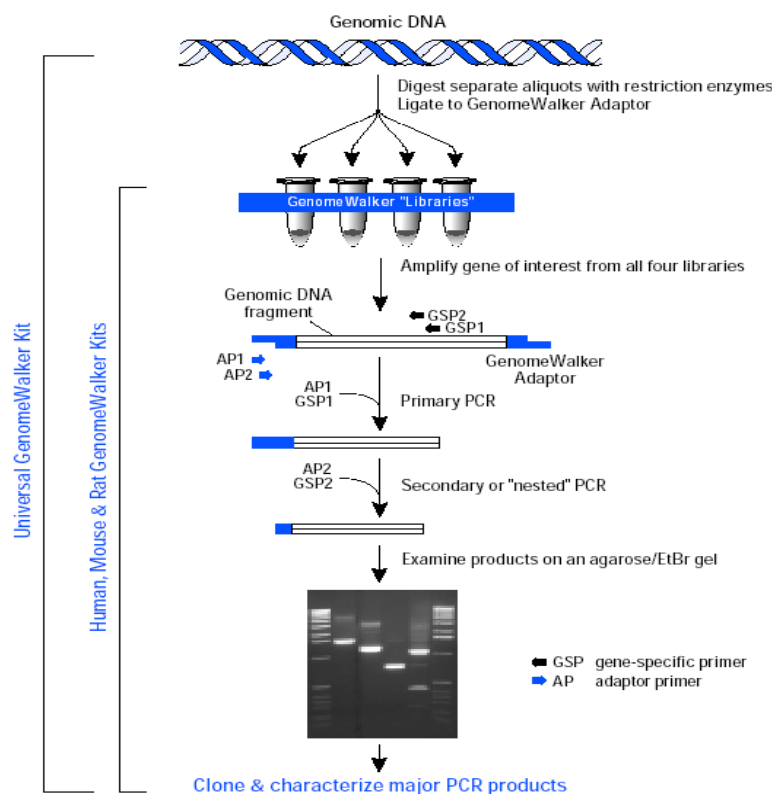 Genomic DNA
Digest separate aliquots with restriction enzymes
Ligate to GenomeWalker Adaptor
GenomeWalker "Libraries"
Amplify gene of interest from all four libraries
Genomic DNA
fragment
GSP2
GSP1
AP1
AP2
GenomeWalker
Adaptor
AP1
GSP1
Primary PCR
AP2
GSP2
Secondary or "nested" PCR
Examine products on an agarose/EtBr gel
GSP gene-specific primer
AP adaptor primer
Clone & characterize major PCR products
Universal GenomeWalker Kit
Human, Mouse & Rat GenomeWalker Kits